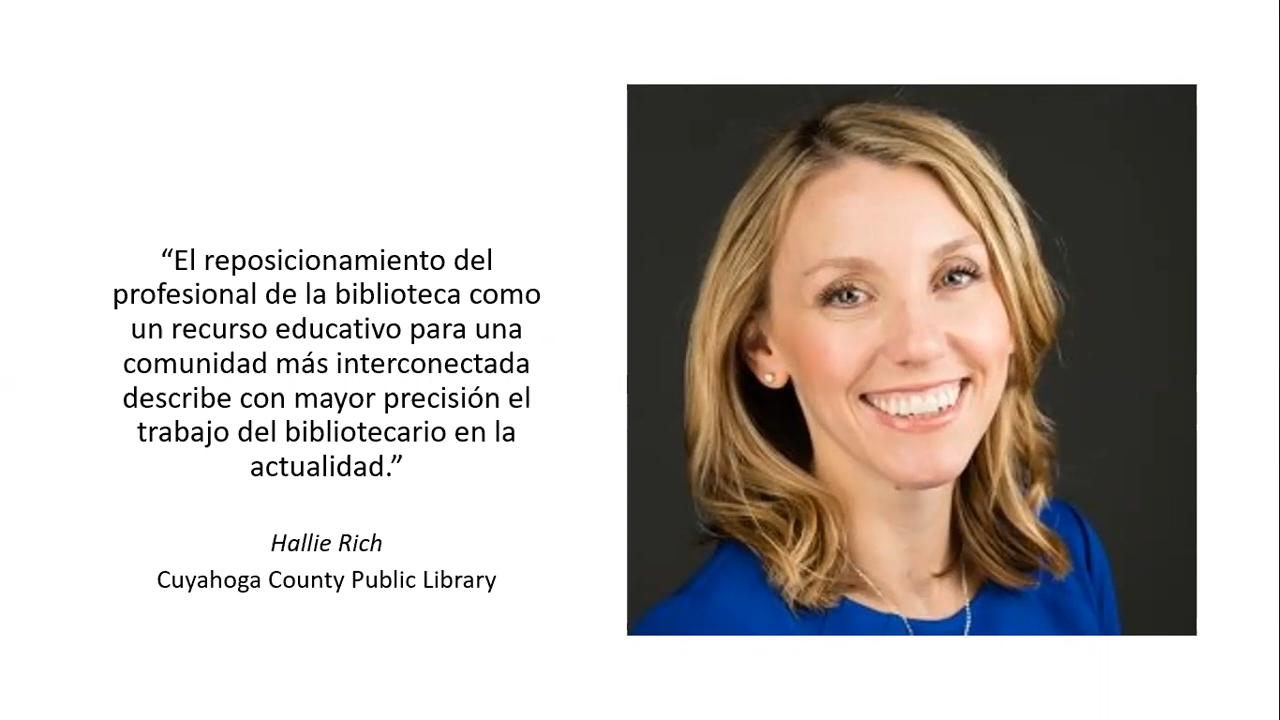 “El reposicionamiento del
profesional de la biblioteca como
un recurso educativo para una
comunidad más interconectada
describe con mayor precisión el
trabajo del bibliotecario en la
actualidad.”
Hallie Rich
Cuyahoga County Public Library